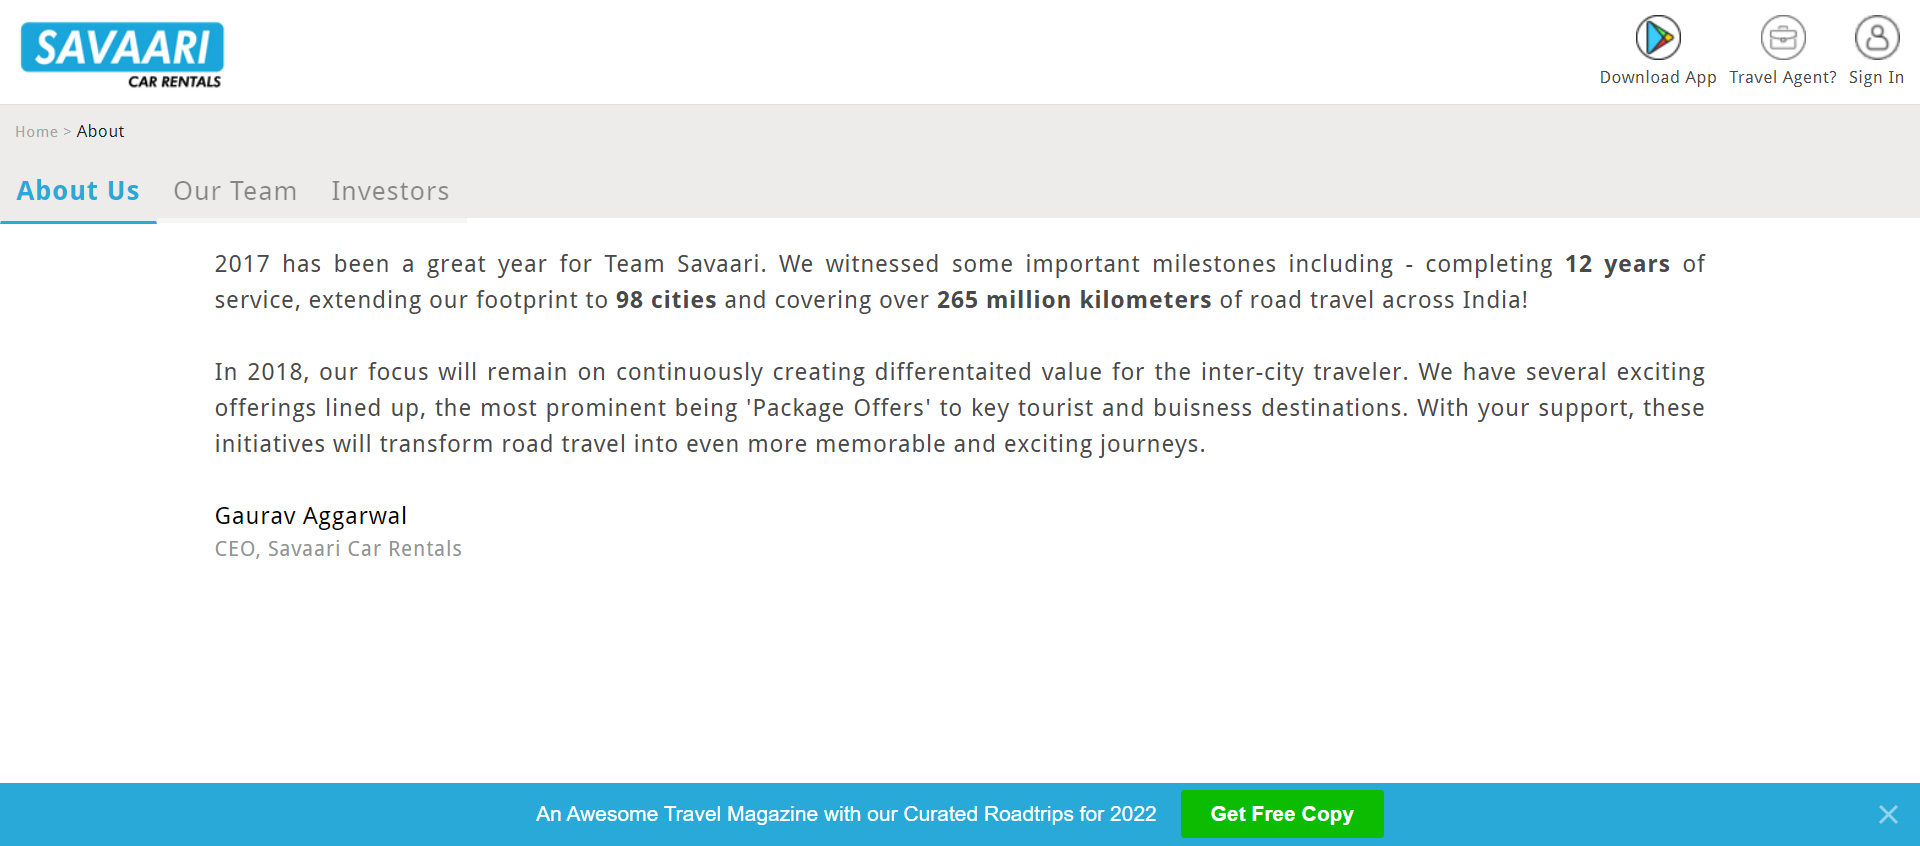 SAVAARI
CAR RENTALS
Download App
Travel Agent?
Sign In
Home > About
About Us
Our Team
Investors
2017 has been a great year for Team Savaari. We witnessed some important milestones including - completing 12 years of
service, extending our footprint to 98 cities and covering over 265 million kilometers of road travel across India!
In 2018, our focus will remain on continuously creating differentaited value for the inter-city traveler. We have several exciting
offerings lined up, the most prominent being 'Package Offers' to key tourist and buisness destinations. With your support, these
initiatives will transform road travel into even more memorable and exciting journeys.
Gaurav Aggarwal
CEO, Savaari Car Rentals
An Awesome Travel Magazine with our Curated Roadtrips for 2022
Get Free Copy